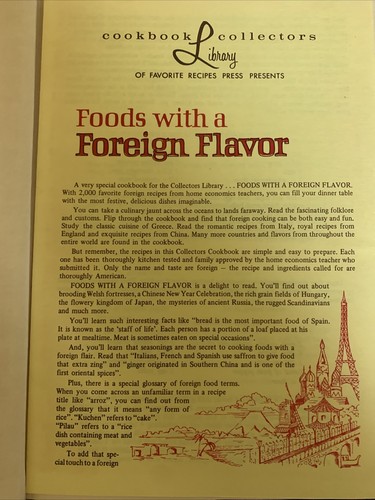 cookbook collectors
Library
OF FAVORITE RECIPES PRESS PRESENTS
Foods with a
Foreign Flavor
A very special cookbook for the Collectors Library . . . FOODS WITH A FOREIGN FLAVOR.
With 2,000 favorite foreign recipes from home economics teachers, you can fill your dinner table
with the most festive, delicious dishes imaginable.
You can take a culinary jaunt across the oceans to lands faraway. Read the fascinating folklore
and customs. Flip through the cookbook and find that foreign cooking can be both easy and fun.
Study the classic cuisine of Greece. Read the romantic recipes from Italy, royal recipes from
England and exquisite recipes from China. Many more countries and flavors from throughout the
entire world are found in the cookbook.
But remember, the recipes in this Collectors Cookbook are simple and easy to prepare. Each
one has been thoroughly kitchen tested and family approved by the home economics teacher who
submitted it. Only the name and taste are foreign — the recipe and ingredients called for are
thoroughly American.
FOODS WITH A FOREIGN FLAVOR is a delight to read. You'll find out about
brooding Welsh fortresses, a Chinese New Year Celebration, the rich grain fields of Hungary,
the flowery kingdom of Japan, the mysteries of ancient Russia, the rugged Scandinavians
and much more.
You'll learn such interesting facts like "bread is the most important food of Spain.
It is known as the 'staff of life'. Each person has a portion of a loaf placed at his
plate at mealtime. Meat is sometimes eaten on special occasions".
And, you'll learn that seasonings are the secret to cooking foods with a
foreign flair. Read that "Italians, French and Spanish use saffron to give food
that extra zing" and "ginger originated in Southern China and is one of the
first oriental spices".
Plus, there is a special glossary of foreign food terms.
When you come across an unfamiliar term in a recipe
title like "arroz", you can find out from
the glossary that it means "any form of
rice". "Kuchen" refers to "cake".
"Pilau" refers to a "rice
dish containing meat and
vegetables".
To add that spe-
cial touch to a foreign